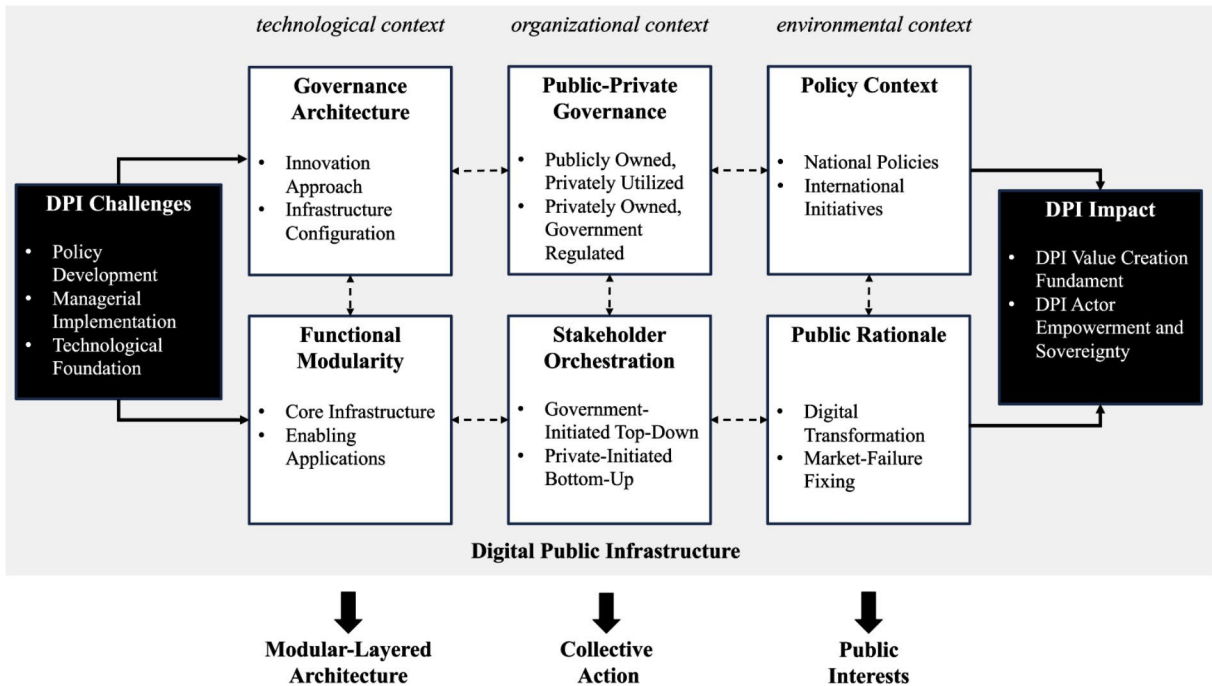 technological context
organizational context
environmental context
DPI Challenges
• Policy
Development
• Managerial
Implementation
• Technological
Foundation
Governance
Architecture
• Innovation
Approach
• Infrastructure
Configuration
Public-Private
Governance
• Publicly Owned,
Privately Utilized
• Privately Owned,
Government
Regulated
Policy Context
• National Policies
• International
Initiatives
Functional
Modularity
• Core Infrastructure
• Enabling
Applications
Stakeholder
Orchestration
• Government-
Initiated Top-Down
• Private-Initiated
Bottom-Up
Public Rationale
• Digital
Transformation
• Market-Failure
Fixing
DPI Impact
• DPI Value Creation
Fundament
• DPI Actor
Empowerment and
Sovereignty
Digital Public Infrastructure
Modular-Layered
Architecture
Collective
Action
Public
Interests